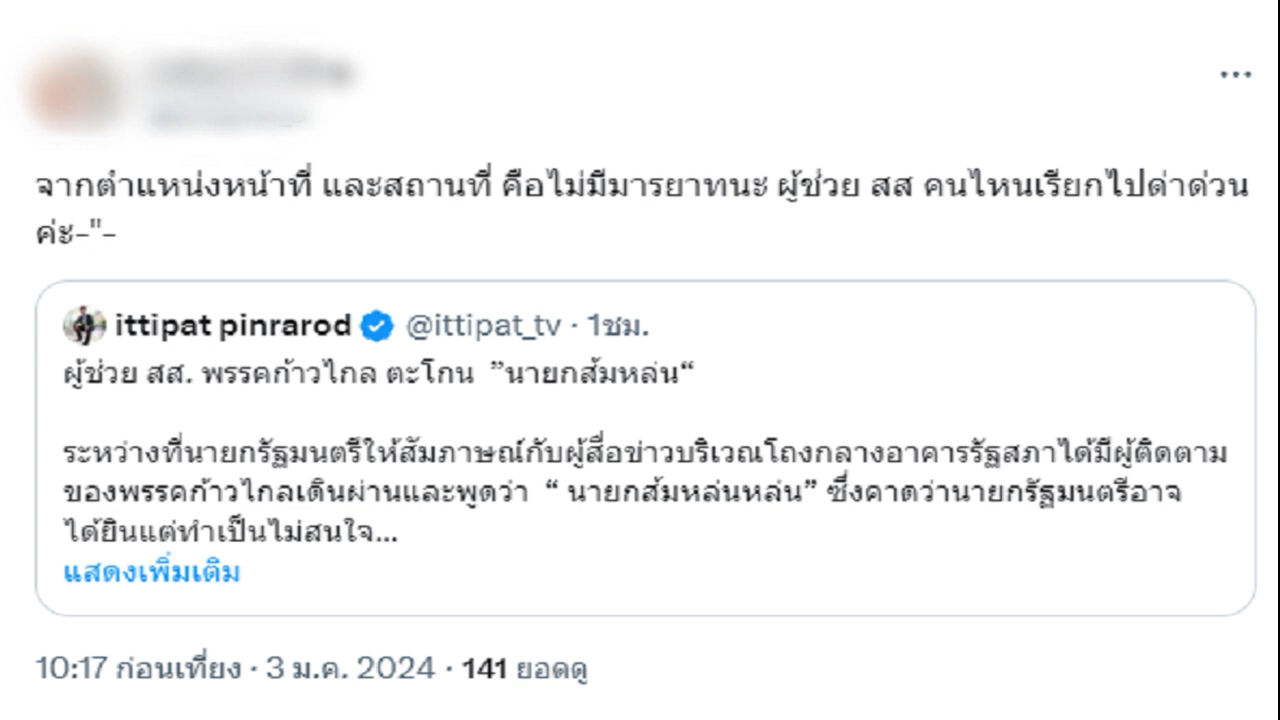 จากตำแหน่งหน้าที่ และสถานที่ คือไม่มีมารยาทนะ ผู้ช่วย สส คนไหนเรียกไปด่าด่วน
ค่ะ-"-
ittipat pinrarod @ittipat_tv · 1ชม.
ผู้ช่วย สส. พรรคก้าวไกล ตะโกน ”นายกส้มหล่น“
ระหว่างที่นายกรัฐมนตรีให้สัมภาษณ์กับผู้สื่อข่าวบริเวณโถงกลางอาคารรัฐสภาได้มีผู้ติดตาม
ของพรรคก้าวไกลเดินผ่านและพูดว่า “ นายกส้มหล่นหล่น” ซึ่งคาดว่านายกรัฐมนตรีอาจ
ได้ยินแต่ทำเป็นไม่สนใจ...
แสดงเพิ่มเติม
10:17 ก่อนเที่ยง · 3 ม.ค. 2024 · 141 ยอดดู